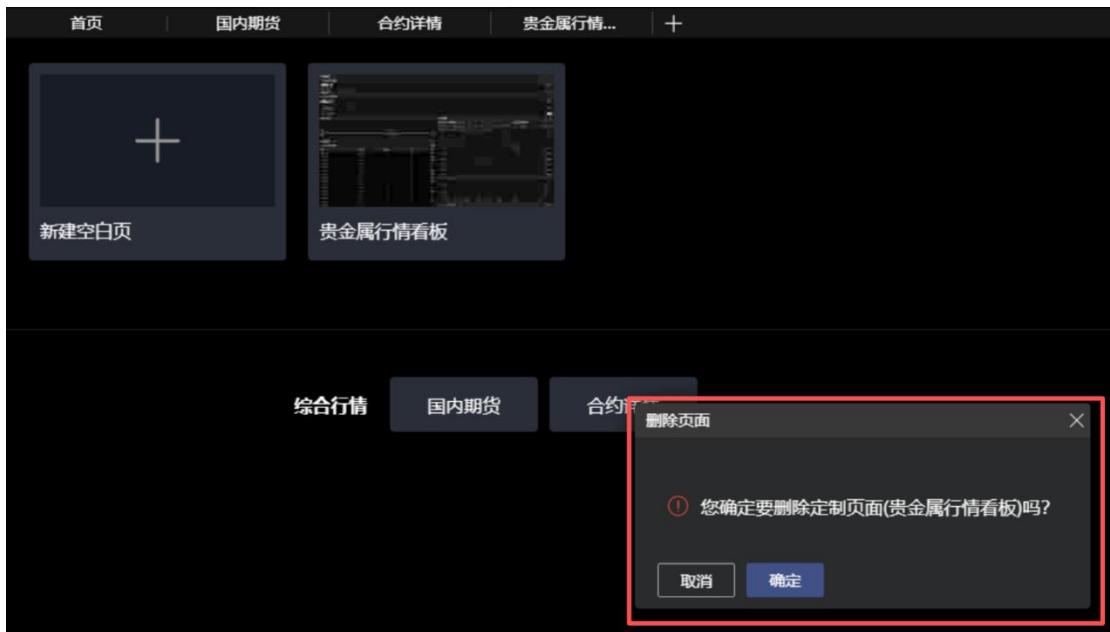 首页
国内期货
合约详情
贵金属行情...
新建空白页
贵金属行情看板
综合行情
国内期货
合约
删除页面
您确定要删除定制页面(贵金属行情看板)吗?
取消
确定